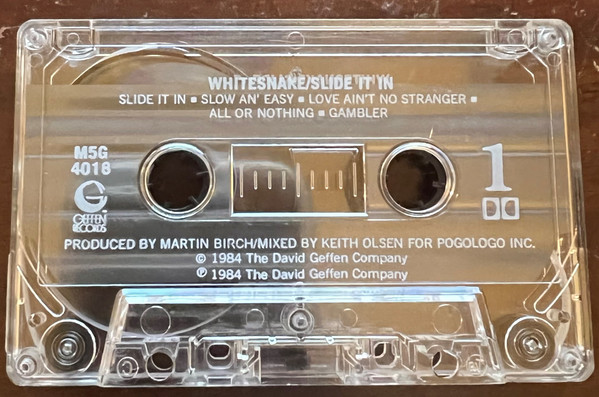 WHITESNAKE/SLIDE IT IN
SLIDE IT IN ■ SLOW AN' EASY ■ LOVE AIN'T NO STRANGER ■
ALL OR NOTHING ■ GAMBLER
M5G
4018
1
GEFFEN
RECORDS
PRODUCED BY MARTIN BIRCH/MIXED BY KEITH OLSEN FOR POGOLOGO INC.
© 1984 The David Geffen Company
℗ 1984 The David Geffen Company